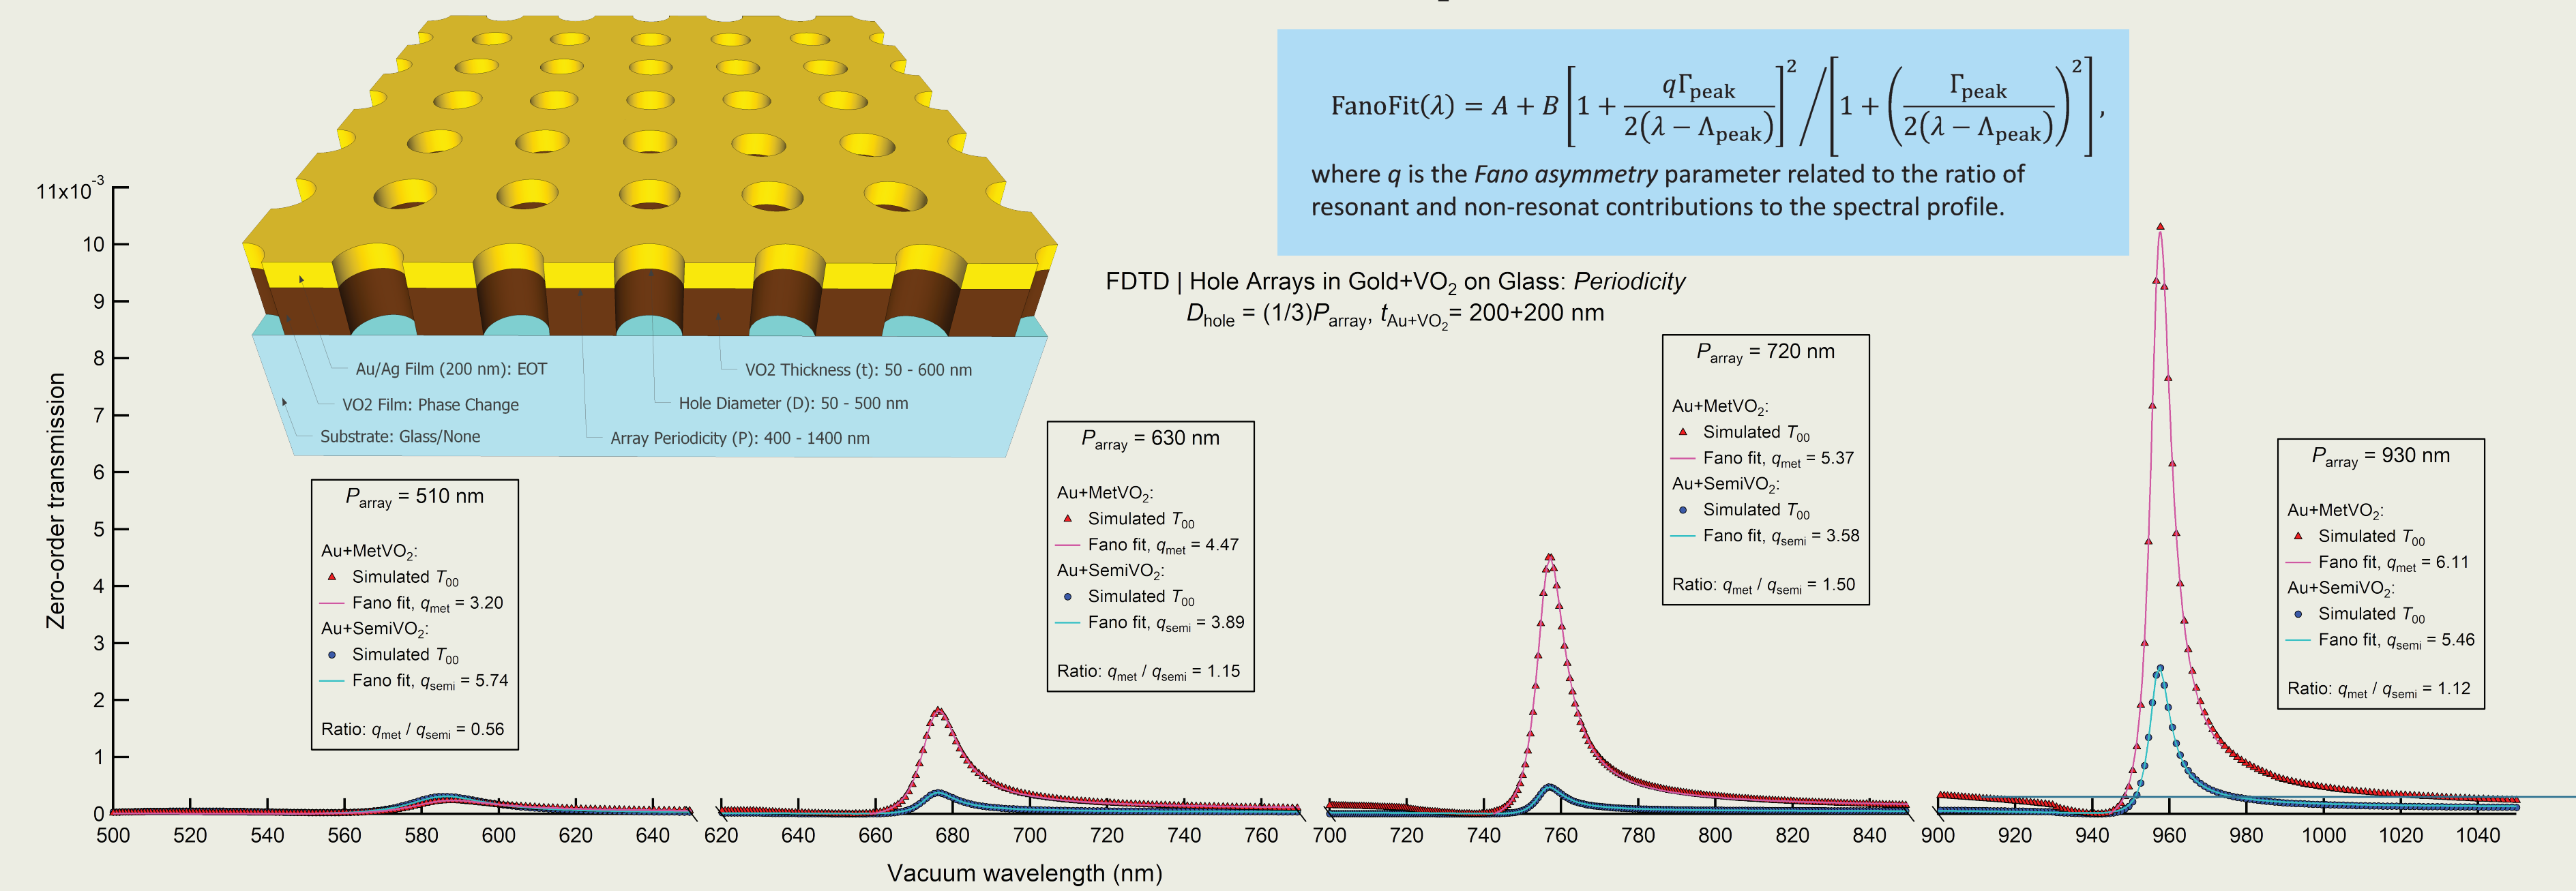 FanoFit(λ) = A + B [1 + qΓpeak / 2(λ − Λpeak)]² / [1 + (Γpeak / 2(λ − Λpeak))²],
where q is the Fano asymmetry parameter related to the ratio of
resonant and non-resonat contributions to the spectral profile.
FDTD | Hole Arrays in Gold+VO2 on Glass: Periodicity
Dhole = (1/3)Parray, tAu+VO2= 200+200 nm
Au/Ag Film (200 nm): EOT
VO2 Film: Phase Change
Substrate: Glass/None
VO2 Thickness (t): 50 - 600 nm
Hole Diameter (D): 50 - 500 nm
Array Periodicity (P): 400 - 1400 nm
Zero-order transmission
11x10-3
10
9
8
7
6
5
4
3
2
1
0
Parray = 510 nm
Au+MetVO2:
Simulated T00
Fano fit, qmet = 3.20
Au+SemiVO2:
Simulated T00
Fano fit, qsemi = 5.74
Ratio: qmet / qsemi = 0.56
Parray = 630 nm
Au+MetVO2:
Simulated T00
Fano fit, qmet = 4.47
Au+SemiVO2:
Simulated T00
Fano fit, qsemi = 3.89
Ratio: qmet / qsemi = 1.15
Parray = 720 nm
Au+MetVO2:
Simulated T00
Fano fit, qmet = 5.37
Au+SemiVO2:
Simulated T00
Fano fit, qsemi = 3.58
Ratio: qmet / qsemi = 1.50
Parray = 930 nm
Au+MetVO2:
Simulated T00
Fano fit, qmet = 6.11
Au+SemiVO2:
Simulated T00
Fano fit, qsemi = 5.46
Ratio: qmet / qsemi = 1.12
500 520 540 560 580 600 620 640 620 640 660 680 700 720 740 760 700 720 740 760 780 800 820 840 900 920 940 960 980 1000 1020 1040
Vacuum wavelength (nm)